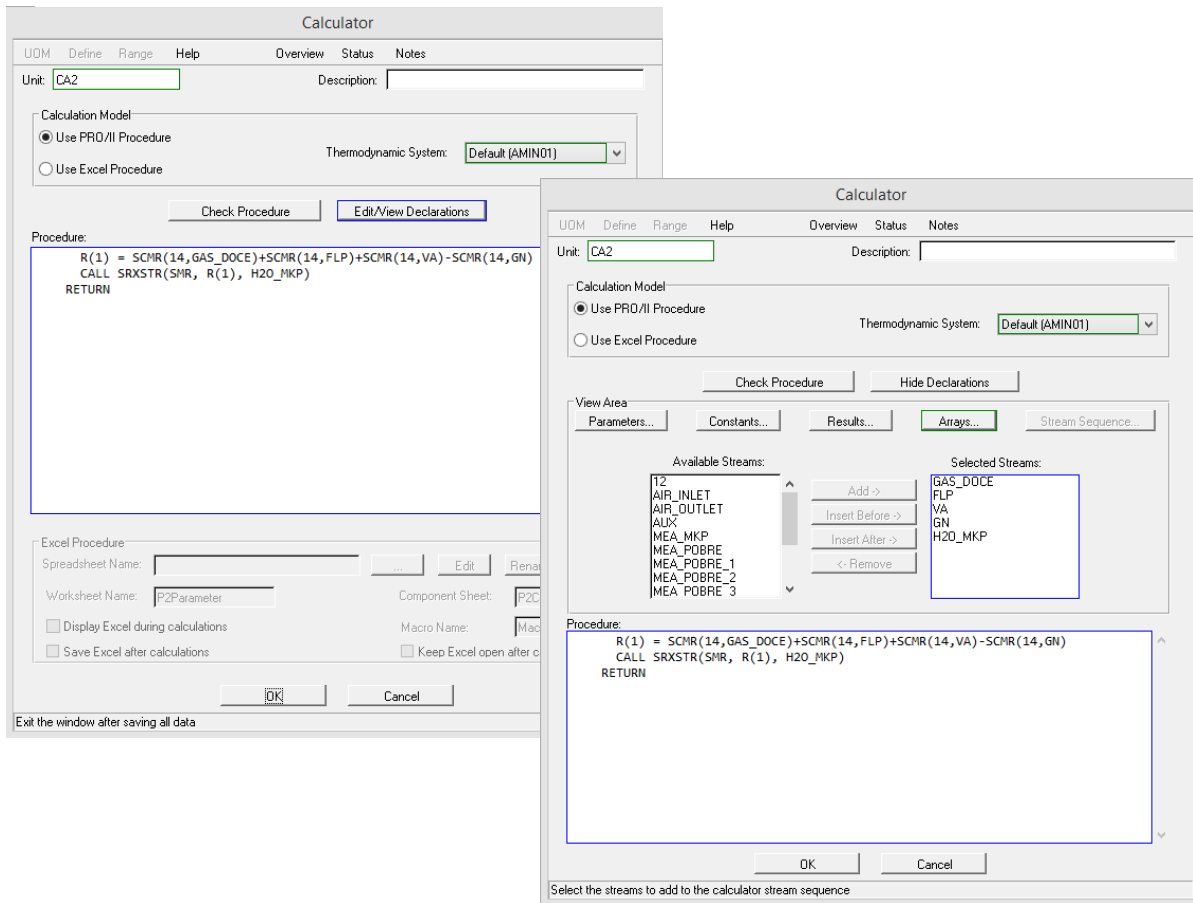 Calculator
UOM Define Range Help Overview Status Notes
Unit: CA2 Description:
Calculation Model
Use PRO/II Procedure
Thermodynamic System: Default (AMIN01)
Use Excel Procedure
Check Procedure Edit/View Declarations
Procedure:
R(1) = SCMR(14,GAS_DOCE)+SCMR(14,FLP)+SCMR(14,VA)-SCMR(14,GN)
CALL SRXSTR(SMR, R(1), H2O_MKP)
RETURN
Excel Procedure
Spreadsheet Name: ... Edit Rena
Worksheet Name: P2Parameter Component Sheet: P2C
Display Excel during calculations Macro Name: Mac
Save Excel after calculations Keep Excel open after c
OK Cancel
Exit the window after saving all data
Calculator
UOM Define Range Help Overview Status Notes
Unit: CA2 Description:
Calculation Model
Use PRO/II Procedure
Thermodynamic System: Default (AMIN01)
Use Excel Procedure
Check Procedure Hide Declarations
View Area
Parameters... Constants... Results... Arrays... Stream Sequence...
Available Streams: Selected Streams:
12
AIR_INLET
AIR_OUTLET
AUX
MEA_MKP
MEA_POBRE
MEA_POBRE_1
MEA_POBRE_2
MEA_POBRE_3
Add ->
Insert Before ->
Insert After ->
<- Remove
GAS_DOCE
FLP
VA
GN
H2O_MKP
Procedure:
R(1) = SCMR(14,GAS_DOCE)+SCMR(14,FLP)+SCMR(14,VA)-SCMR(14,GN)
CALL SRXSTR(SMR, R(1), H2O_MKP)
RETURN
OK Cancel
Select the streams to add to the calculator stream sequence